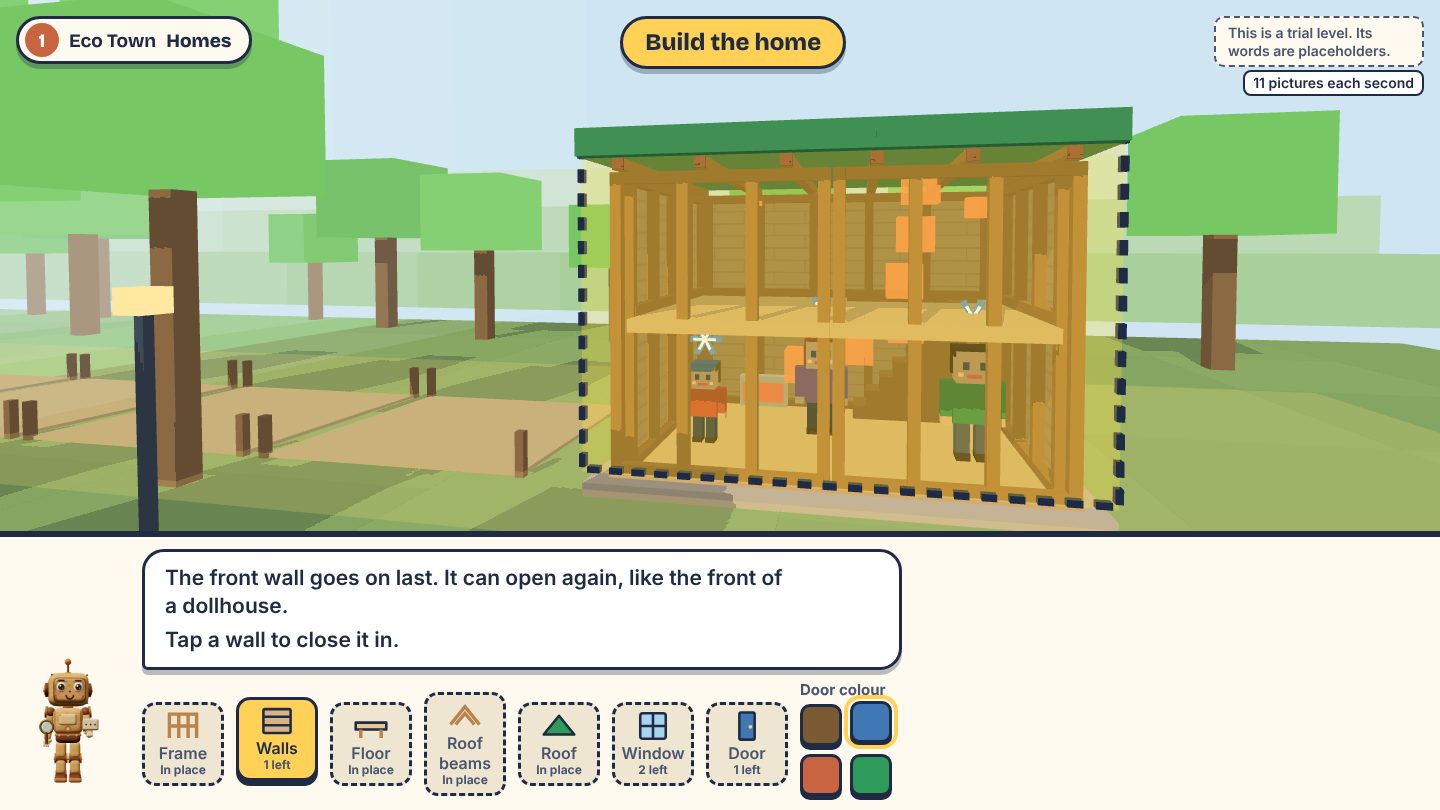 1 Eco Town Homes
Build the home
This is a trial level. Its
words are placeholders.
11 pictures each second
The front wall goes on last. It can open again, like the front of
a dollhouse.
Tap a wall to close it in.
Frame
In place
Walls
1 left
Floor
In place
Roof
beams
In place
Roof
In place
Window
2 left
Door
1 left
Door colour